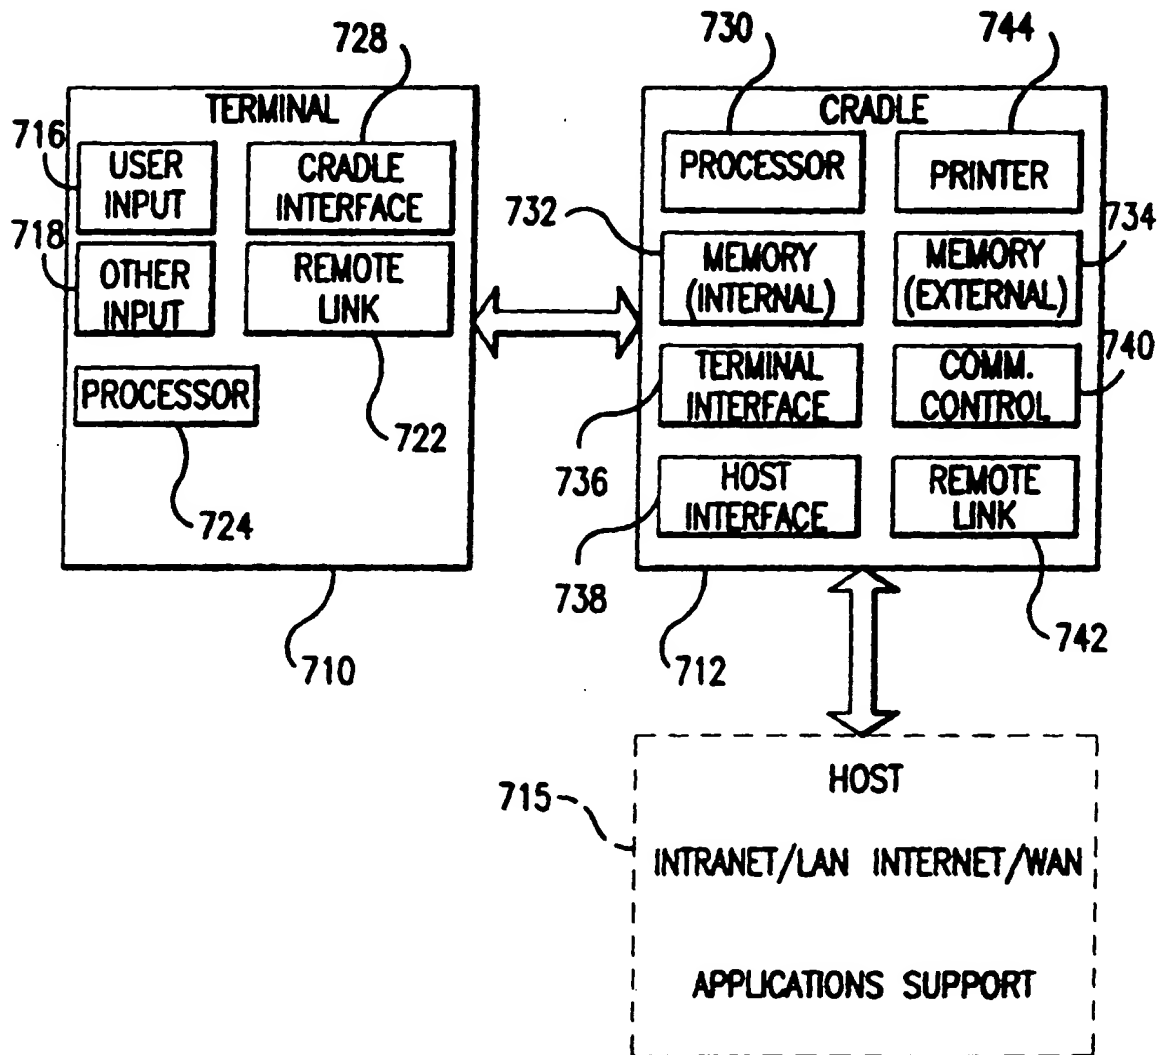 728
730
744
TERMINAL
CRADLE
716
USER
INPUT
CRADLE
INTERFACE
PROCESSOR
PRINTER
718
OTHER
INPUT
REMOTE
LINK
732
MEMORY
(INTERNAL)
734
MEMORY
(EXTERNAL)
PROCESSOR
722
724
736
TERMINAL
INTERFACE
740
COMM.
CONTROL
738
HOST
INTERFACE
REMOTE
LINK
710
712
742
715
HOST
INTRANET/LAN INTERNET/WAN
APPLICATIONS SUPPORT